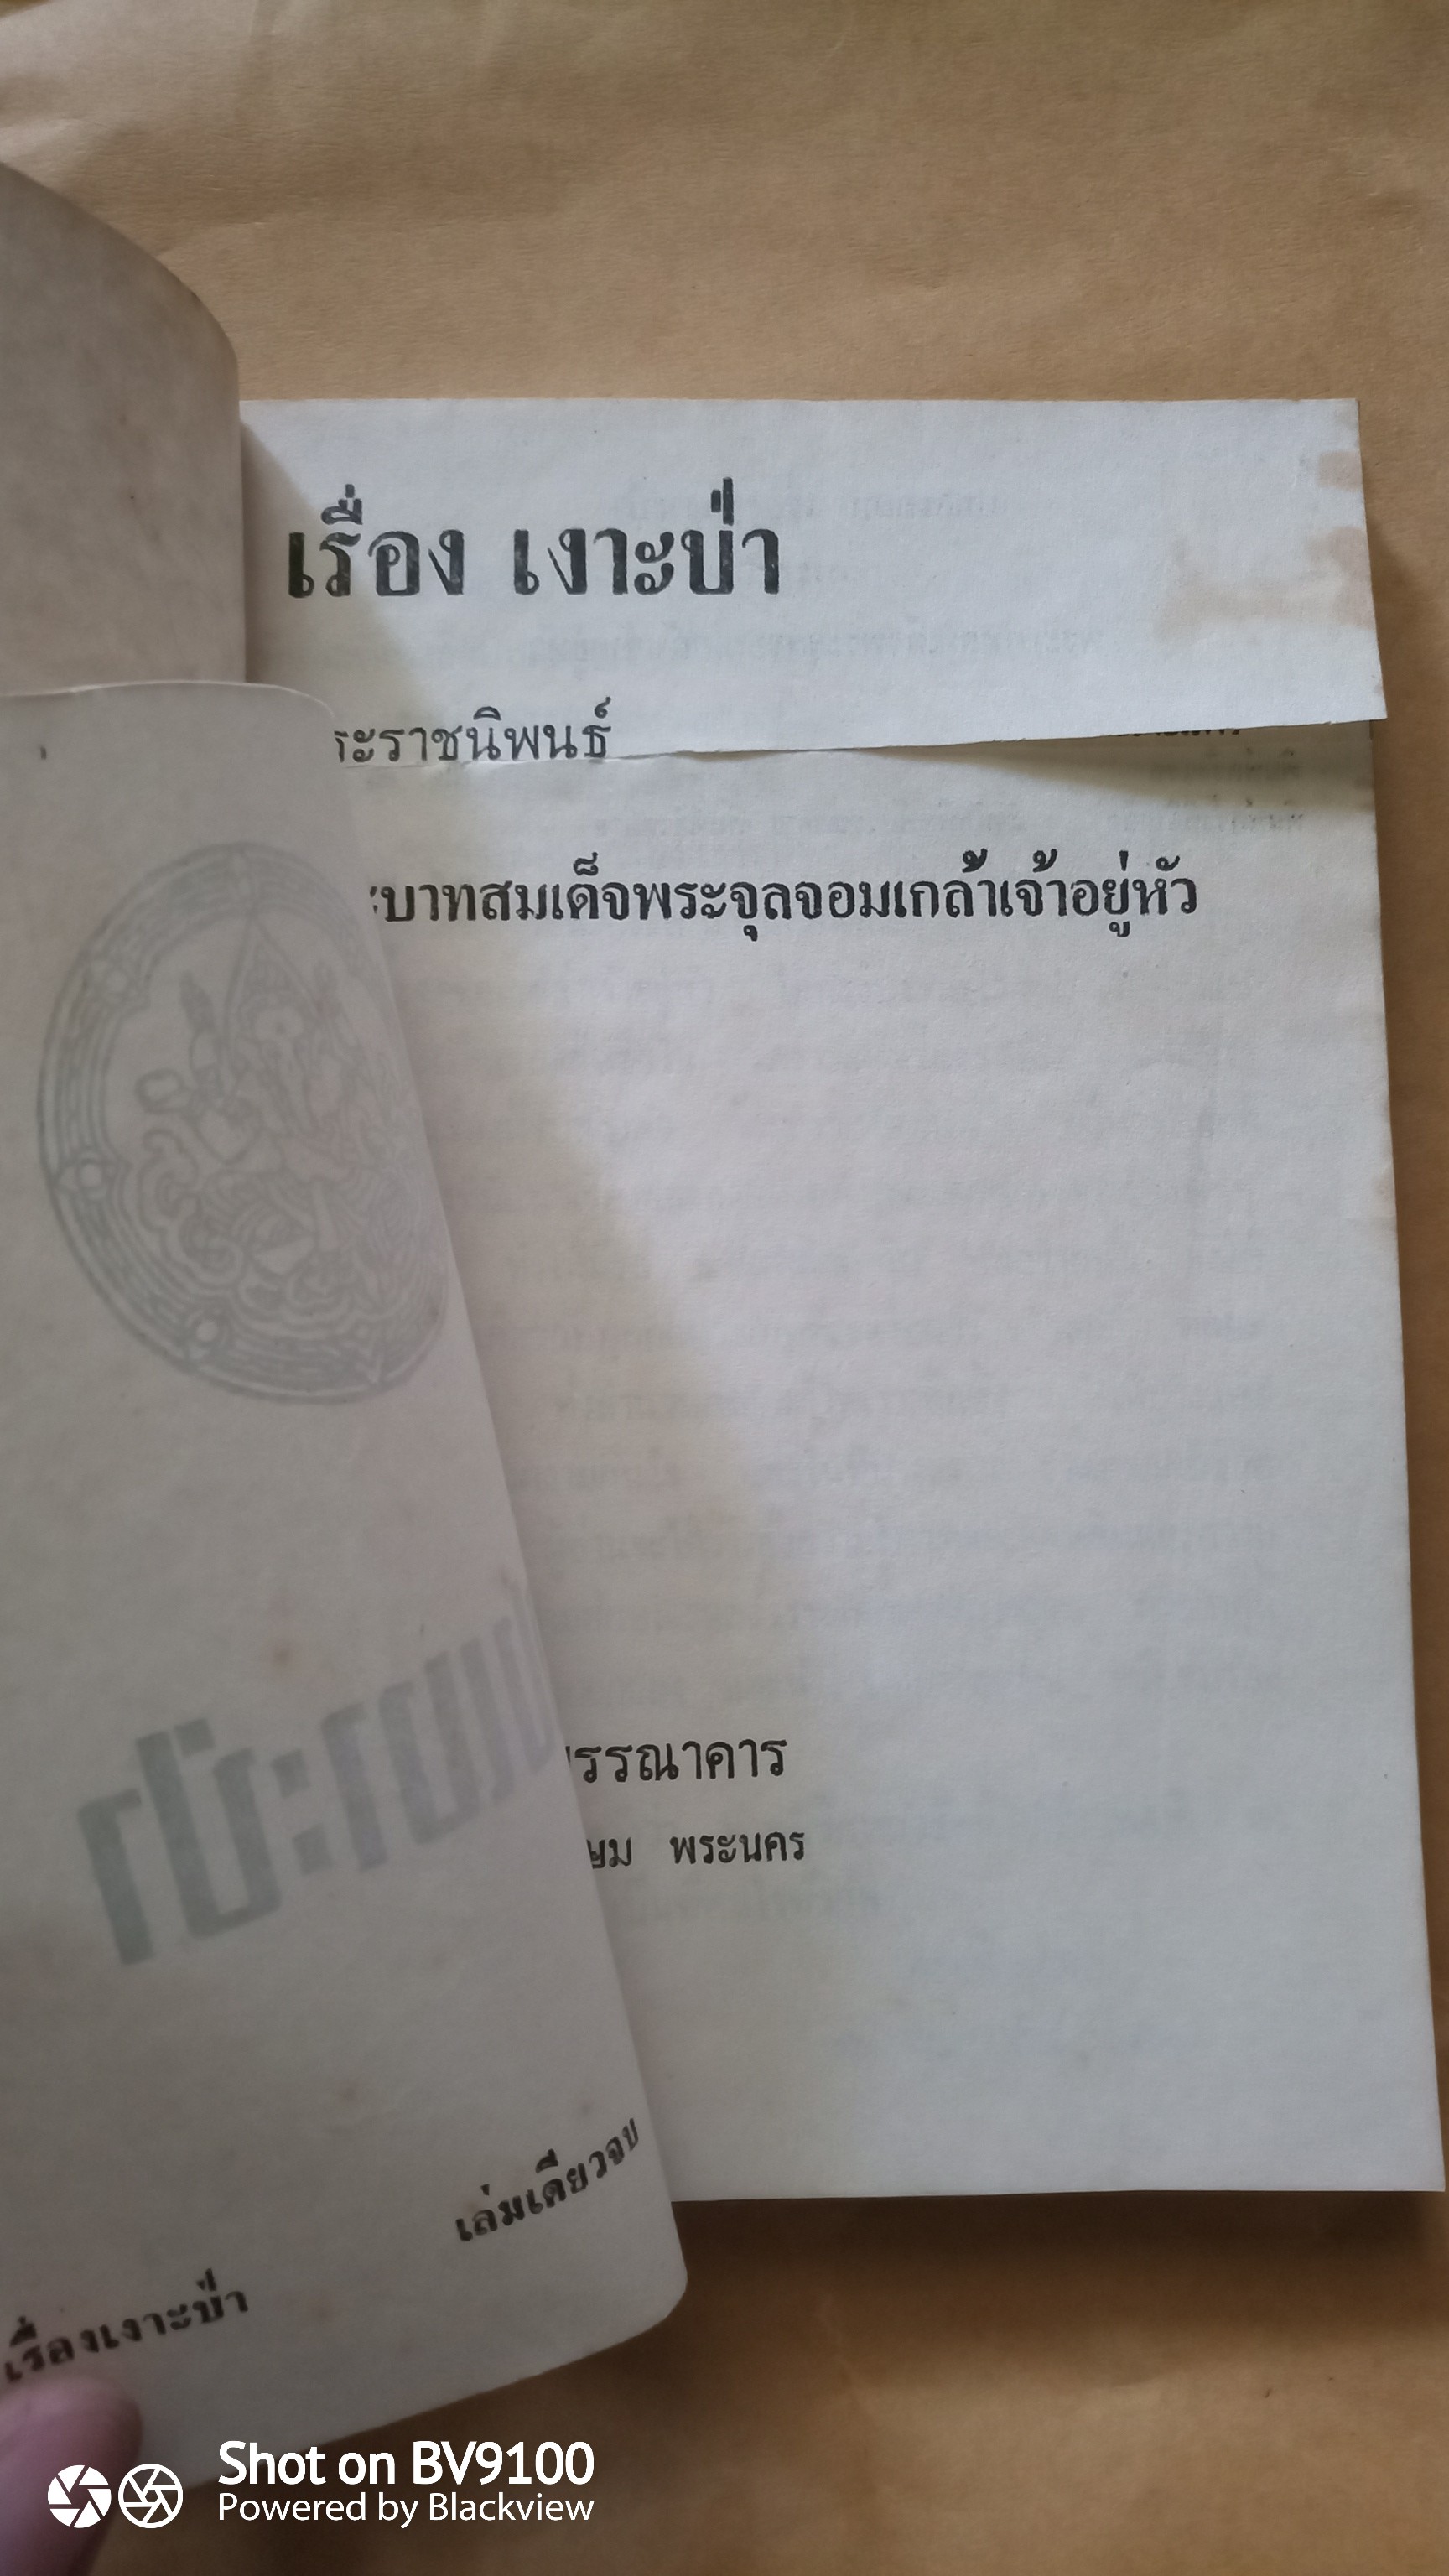 เรื่อง เงาะป่า
ระราชนิพนธ์
ะบาทสมเด็จพระจุลจอมเกล้าเจ้าอยู่หัว
รรณาคาร
ษม พระนคร
เล่มเดียวจบ
เรื่องเงาะป่า
Shot on BV9100
Powered by Blackview